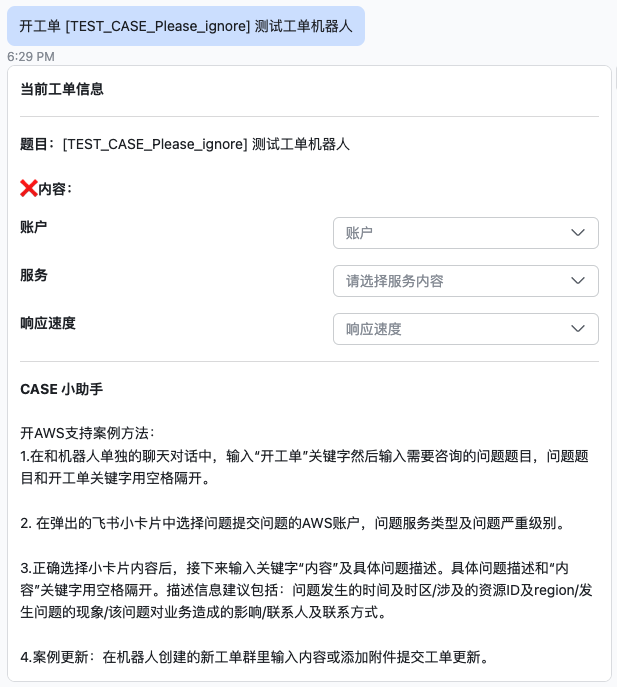 开工单 [TEST_CASE_Please_ignore] 测试工单机器人
6:29 PM
当前工单信息
题目：[TEST_CASE_Please_ignore] 测试工单机器人
❌内容：
账户
账户
服务
请选择服务内容
响应速度
响应速度
CASE 小助手
开AWS支持案例方法：
1.在和机器人单独的聊天对话中，输入“开工单”关键字然后输入需要咨询的问题题目，问题题
目和开工单关键字用空格隔开。
2. 在弹出的飞书小卡片中选择问题提交问题的AWS账户，问题服务类型及问题严重级别。
3.正确选择小卡片内容后，接下来输入关键字“内容”及具体问题描述。具体问题描述和“内
容”关键字用空格隔开。描述信息建议包括：问题发生的时间及时区/涉及的资源ID及region/发
生问题的现象/该问题对业务造成的影响/联系人及联系方式。
4.案例更新：在机器人创建的新工单群里输入内容或添加附件提交工单更新。